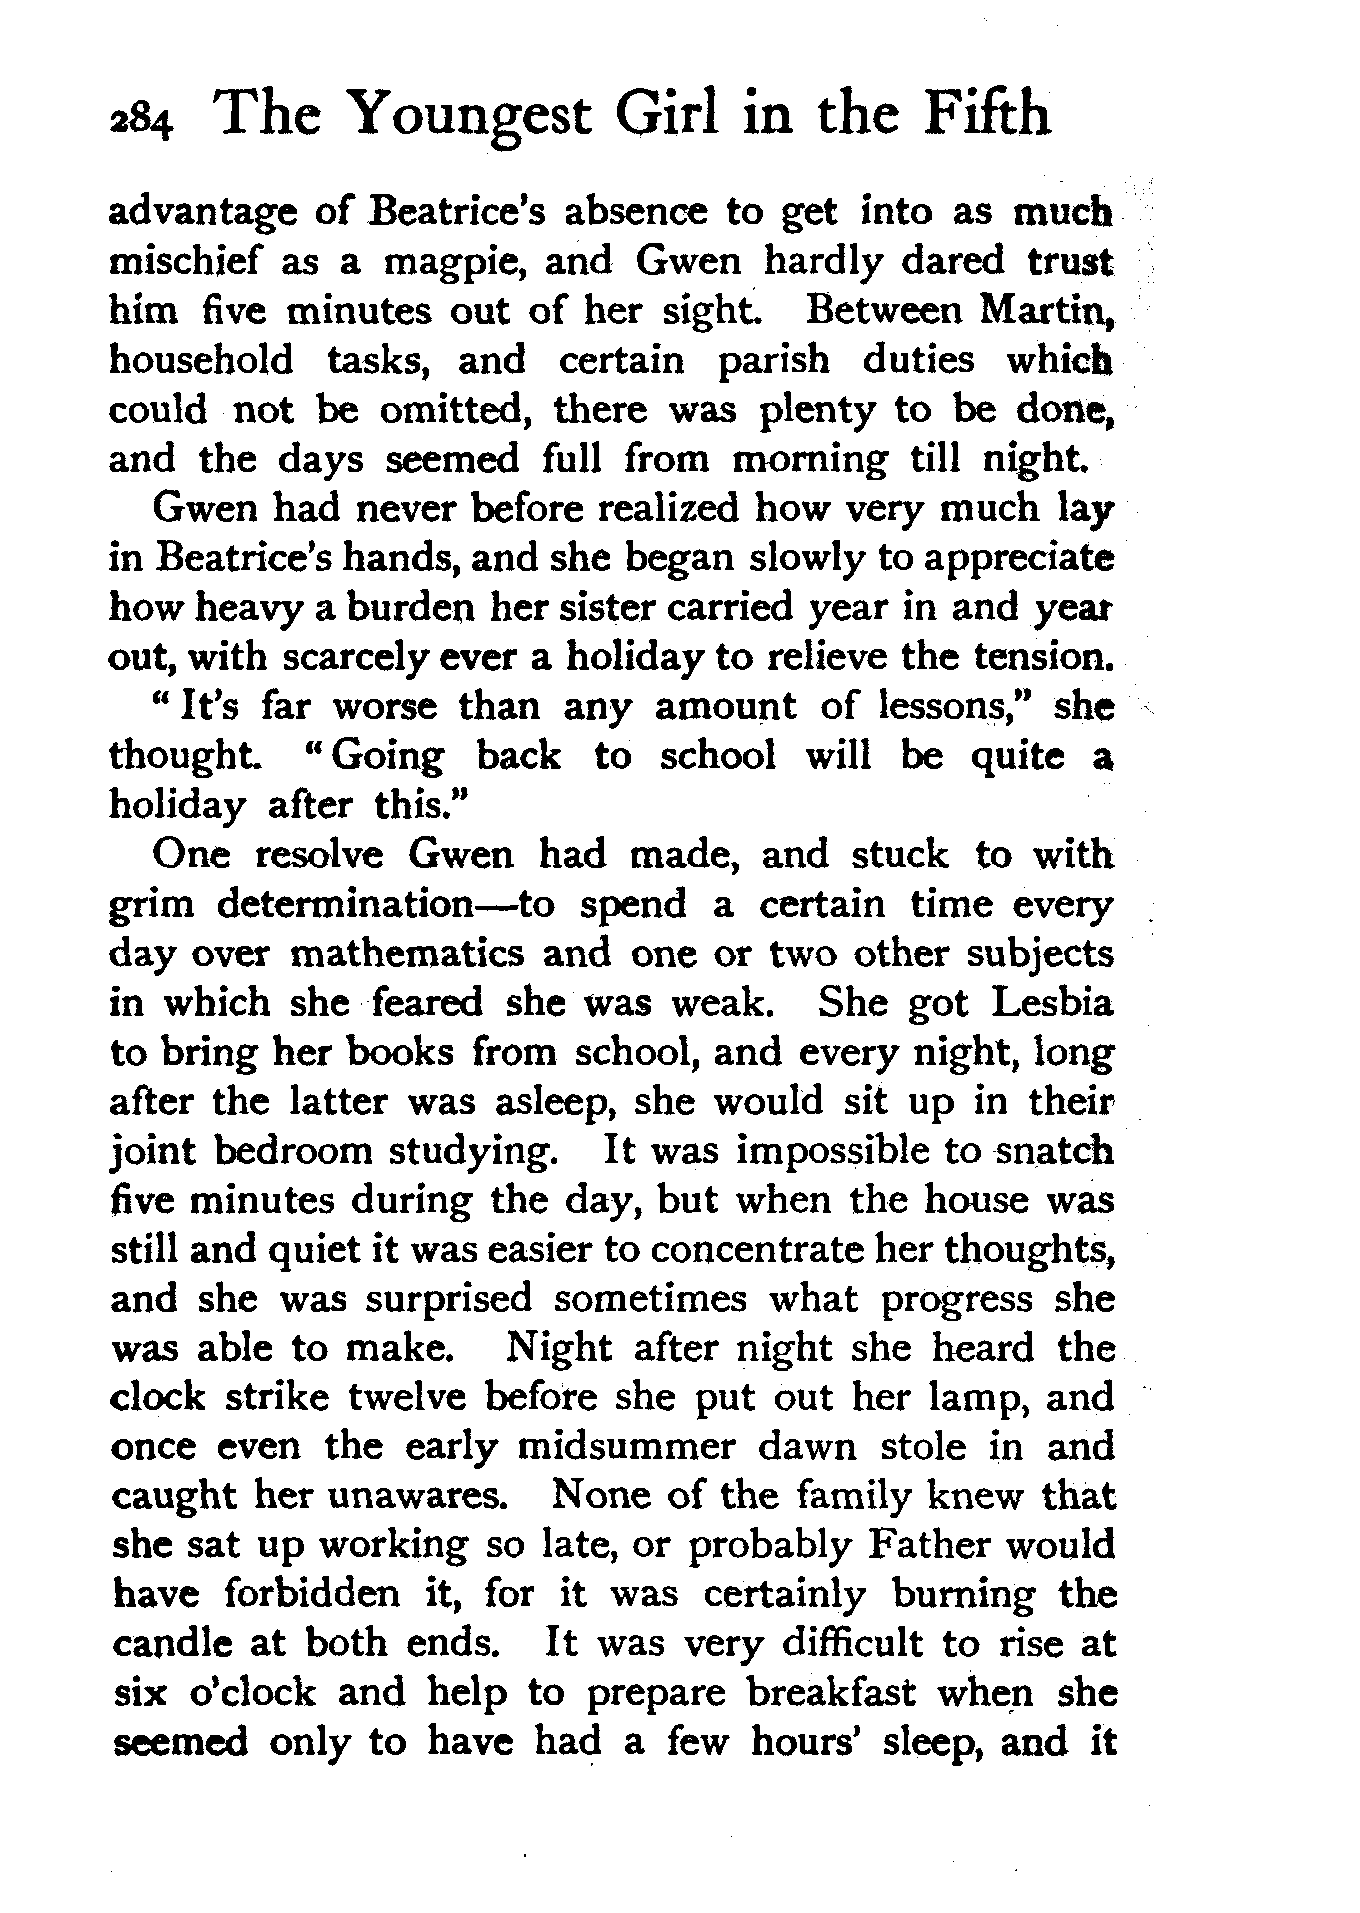 284 The Youngest Girl in the Fifth
advantage of Beatrice's absence to get into as much
mischief as a magpie, and Gwen hardly dared trust
him five minutes out of her sight. Between Martin,
household tasks, and certain parish duties which
could not be omitted, there was plenty to be done,
and the days seemed full from morning till night.
Gwen had never before realized how very much lay
in Beatrice's hands, and she began slowly to appreciate
how heavy a burden her sister carried year in and year
out, with scarcely ever a holiday to relieve the tension.
"It's far worse than any amount of lessons," she
thought. "Going back to school will be quite a
holiday after this."
One resolve Gwen had made, and stuck to with
grim determination—to spend a certain time every
day over mathematics and one or two other subjects
in which she feared she was weak. She got Lesbia
to bring her books from school, and every night, long
after the latter was asleep, she would sit up in their
joint bedroom studying. It was impossible to snatch
five minutes during the day, but when the house was
still and quiet it was easier to concentrate her thoughts,
and she was surprised sometimes what progress she
was able to make. Night after night she heard the
clock strike twelve before she put out her lamp, and
once even the early midsummer dawn stole in and
caught her unawares. None of the family knew that
she sat up working so late, or probably Father would
have forbidden it, for it was certainly burning the
candle at both ends. It was very difficult to rise at
six o'clock and help to prepare breakfast when she
seemed only to have had a few hours' sleep, and it